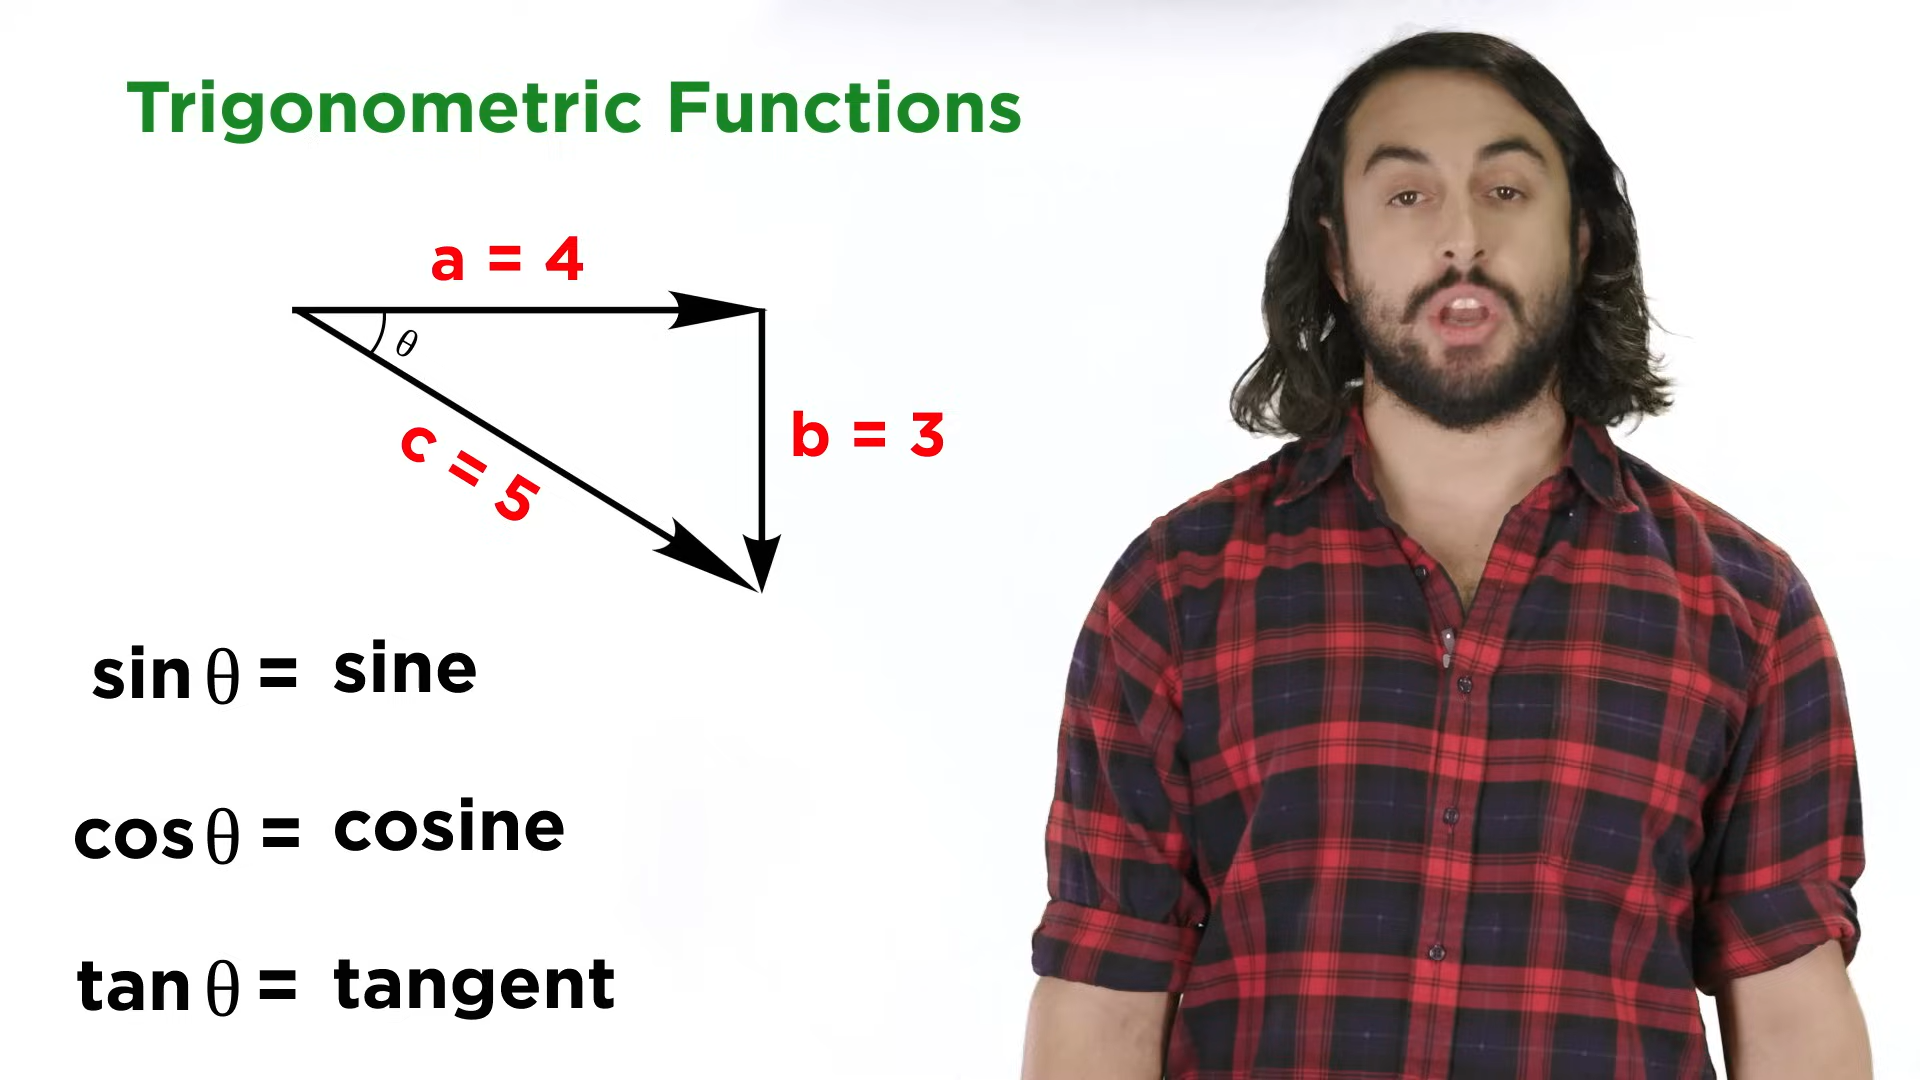 Trigonometric Functions
a = 4
θ
b = 3
c = 5
sin θ = sine
cos θ = cosine
tan θ = tangent